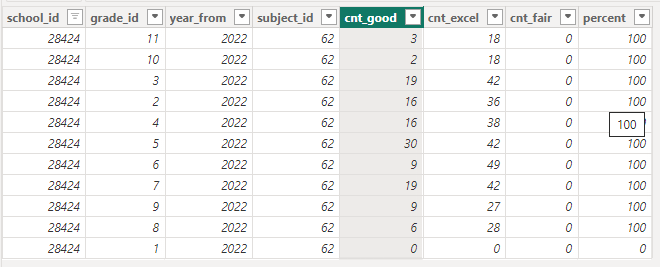 school_id grade_id year_from subject_id cnt_good cnt_excel cnt_fair percent
28424 11 2022 62 3 18 0 100
28424 10 2022 62 2 18 0 100
28424 3 2022 62 19 42 0 100
28424 2 2022 62 16 36 0 100
28424 4 2022 62 16 38 0 100
28424 5 2022 62 30 42 0 100
28424 6 2022 62 9 49 0 100
28424 7 2022 62 19 42 0 100
28424 9 2022 62 9 27 0 100
28424 8 2022 62 6 28 0 100
28424 1 2022 62 0 0 0 0